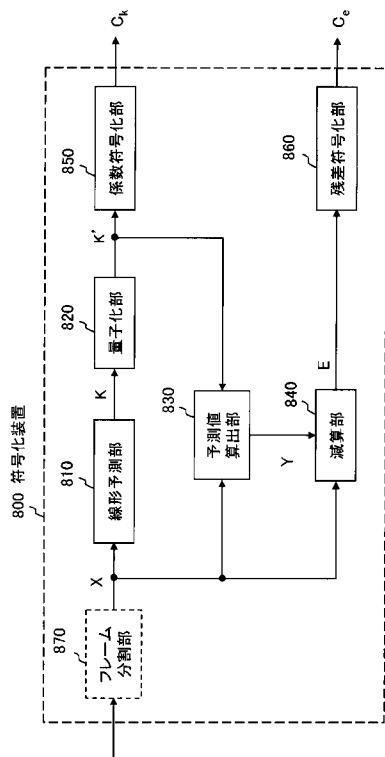 800 符号化装置
870
フレーム
分割部
X
810
線形予測部
K
820
量子化部
K'
850
係数符号化部
Ck
830
予測値
算出部
Y
840
減算部
E
860
残差符号化部
Ce